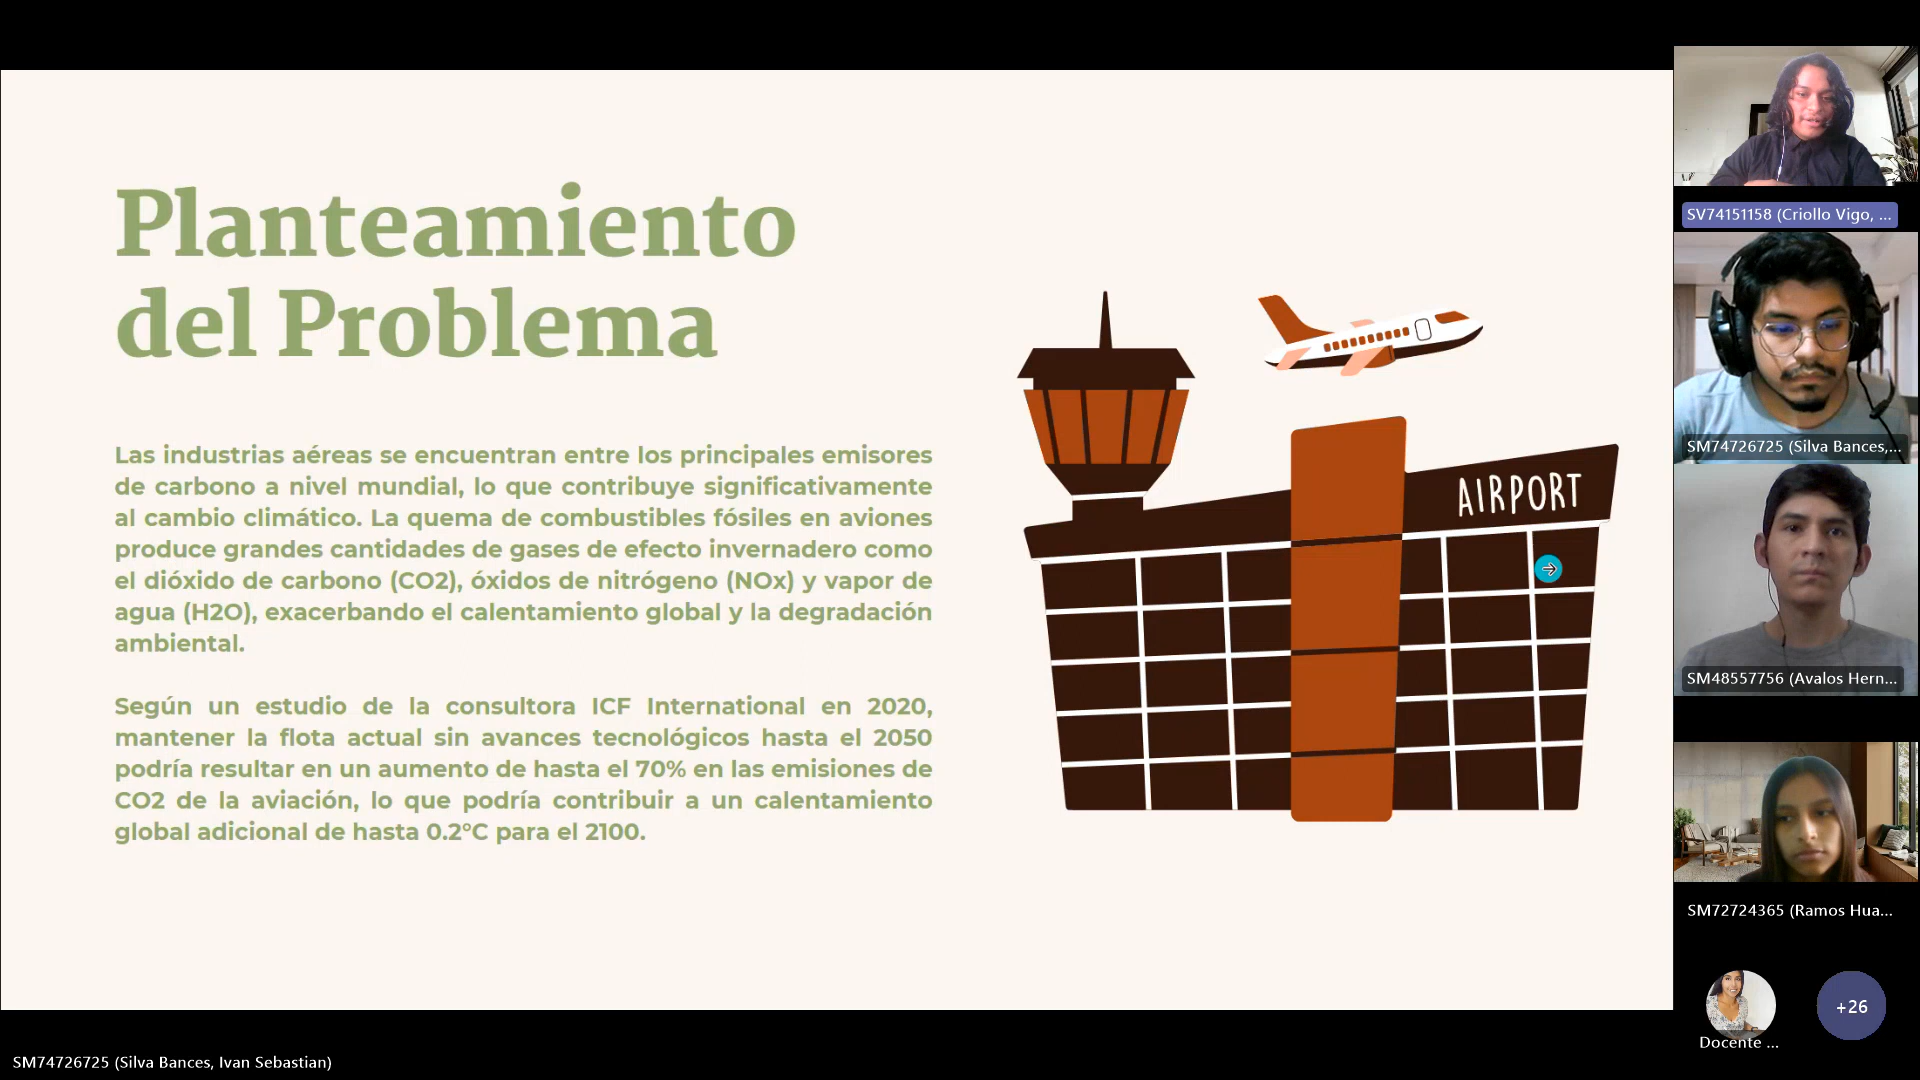 Planteamiento
del Problema
Las industrias aéreas se encuentran entre los principales emisores
de carbono a nivel mundial, lo que contribuye significativamente
al cambio climático. La quema de combustibles fósiles en aviones
produce grandes cantidades de gases de efecto invernadero como
el dióxido de carbono (CO2), óxidos de nitrógeno (NOx) y vapor de
agua (H2O), exacerbando el calentamiento global y la degradación
ambiental.
Según un estudio de la consultora ICF International en 2020,
mantener la flota actual sin avances tecnológicos hasta el 2050
podría resultar en un aumento de hasta el 70% en las emisiones de
CO2 de la aviación, lo que podría contribuir a un calentamiento
global adicional de hasta 0.2°C para el 2100.
AIRPORT
SV74151158 (Criollo Vigo, ...
SM74726725 (Silva Bances,...
SM48557756 (Avalos Hern...
SM72724365 (Ramos Hua...
Docente ...
+26
SM74726725 (Silva Bances, Ivan Sebastian)